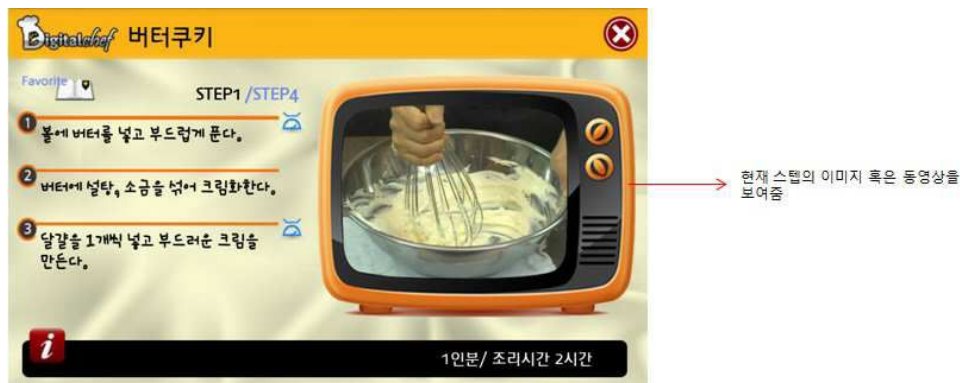 Digitalchef 버터쿠키
Favorite
STEP1 /STEP4
1 볼에 버터를 넣고 부드럽게 푼다。
2 버터에 설탕, 소금을 섞어 크림화한다。
3 달걀을 1개씩 넣고 부드러운 크림을
만든다。
현재 스텝의 이미지 혹은 동영상을
보여줌
i
1인분/ 조리시간 2시간